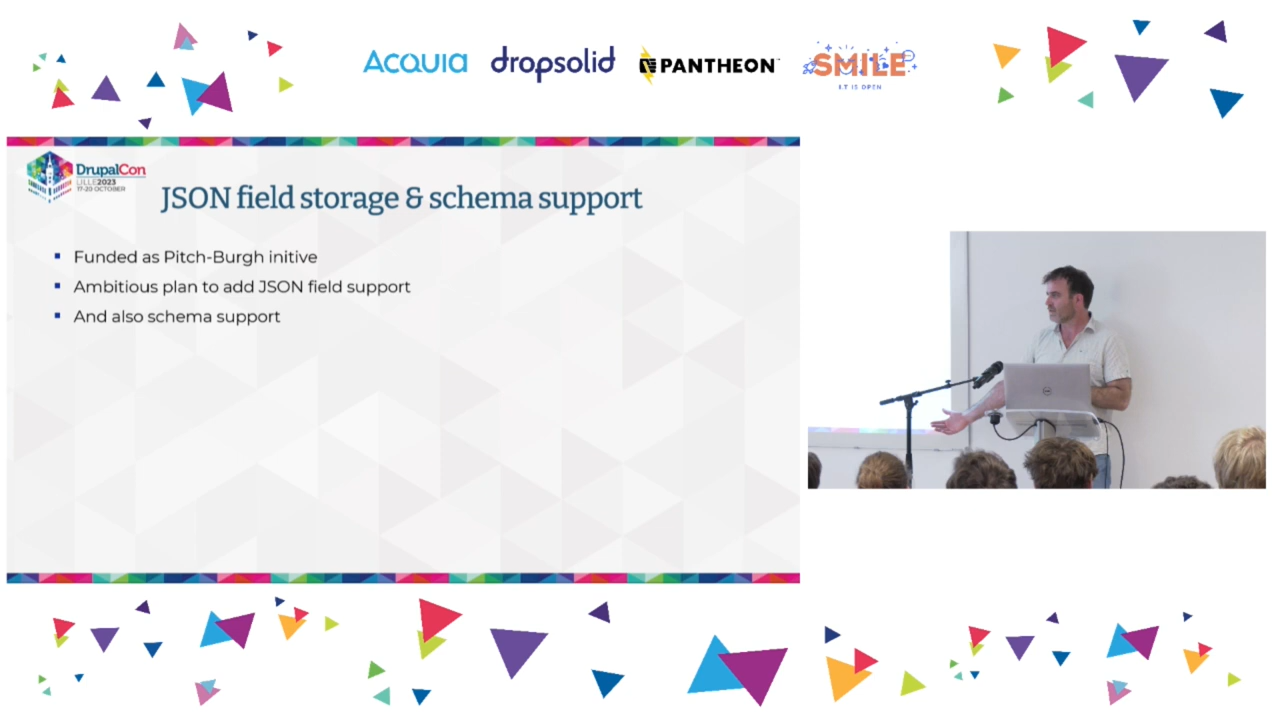 ACQUIA
dropsolid
PANTHEON
SMILE
I.T IS OPEN
DrupalCon
LILLE2023
17-20 OCTOBER
JSON field storage & schema support
Funded as Pitch-Burgh initive
Ambitious plan to add JSON field support
And also schema support